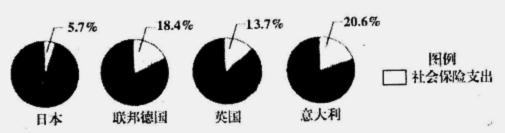 5.7% 18.4% 13.7% 20.6%
图例
社会保险支出
日本 联邦德国 英国 意大利